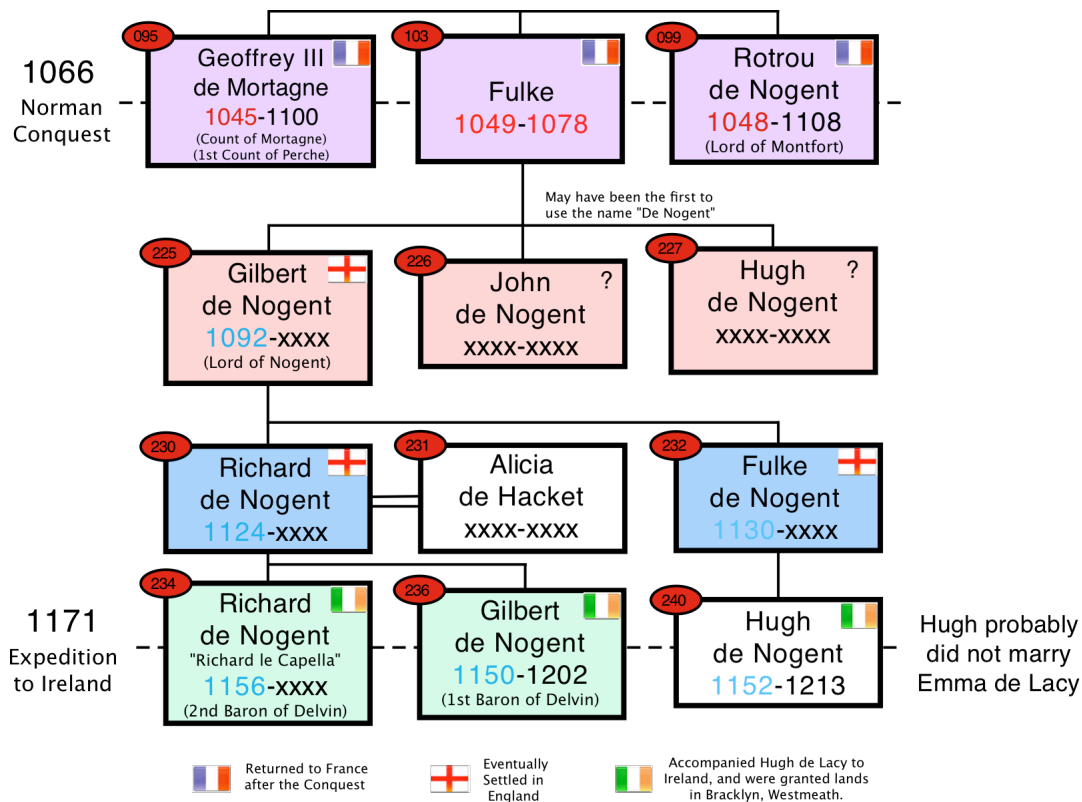 1066
Norman
Conquest
095
Geoffrey III
de Mortagne
1045-1100
(Count of Mortagne)
(1st Count of Perche)
103
Fulke
1049-1078
099
Rotrou
de Nogent
1048-1108
(Lord of Montfort)
May have been the first to
use the name "De Nogent"
225
Gilbert
de Nogent
1092-xxxx
(Lord of Nogent)
226
John
?
de Nogent
xxxx-xxxx
227
Hugh
?
de Nogent
xxxx-xxxx
230
Richard
de Nogent
1124-xxxx
231
Alicia
de Hacket
xxxx-xxxx
232
Fulke
de Nogent
1130-xxxx
1171
Expedition
to Ireland
234
Richard
de Nogent
"Richard le Capella"
1156-xxxx
(2nd Baron of Delvin)
236
Gilbert
de Nogent
1150-1202
(1st Baron of Delvin)
240
Hugh
de Nogent
1152-1213
Hugh probably
did not marry
Emma de Lacy
Returned to France
after the Conquest
Eventually
Settled in
England
Accompanied Hugh de Lacy to
Ireland, and were granted lands
in Bracklyn, Westmeath.